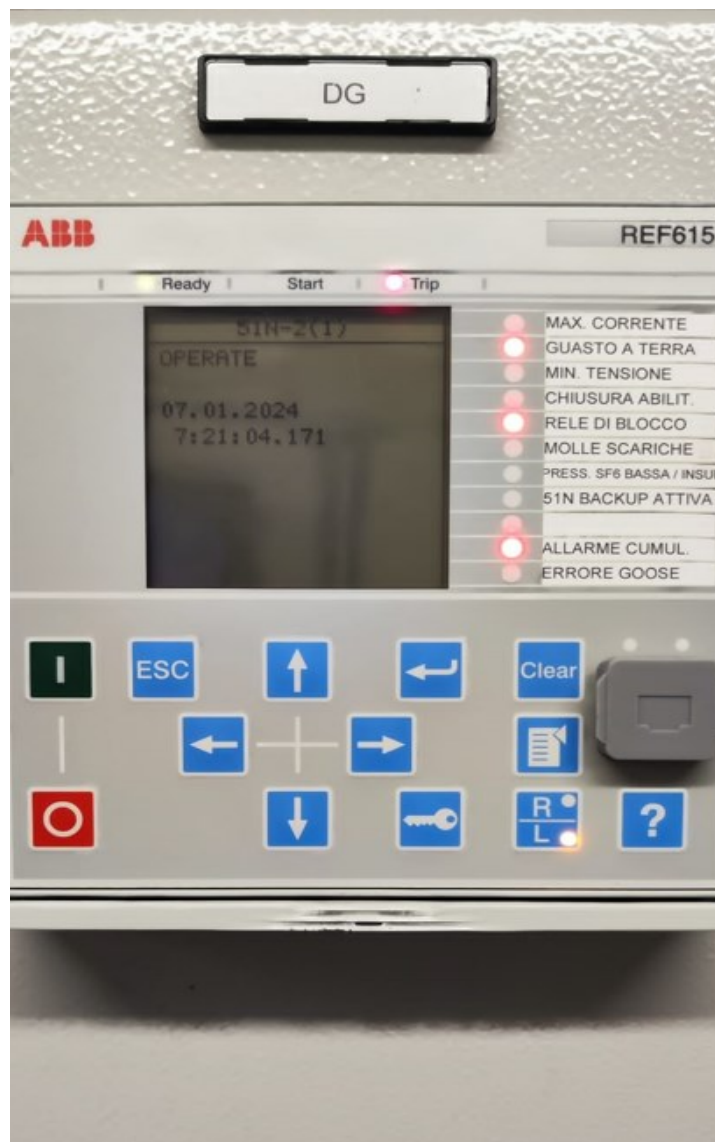 DG
ABB
REF615
Ready
Start
Trip
51N-2(1)
OPERATE
07.01.2024
7:21:04.171
MAX. CORRENTE
GUASTO A TERRA
MIN. TENSIONE
CHIUSURA ABILIT.
RELE DI BLOCCO
MOLLE SCARICHE
PRESS. SF6 BASSA / INSU
51N BACKUP ATTIVA
ALLARME CUMUL.
ERRORE GOOSE
I
ESC
Clear
O
R
L
?